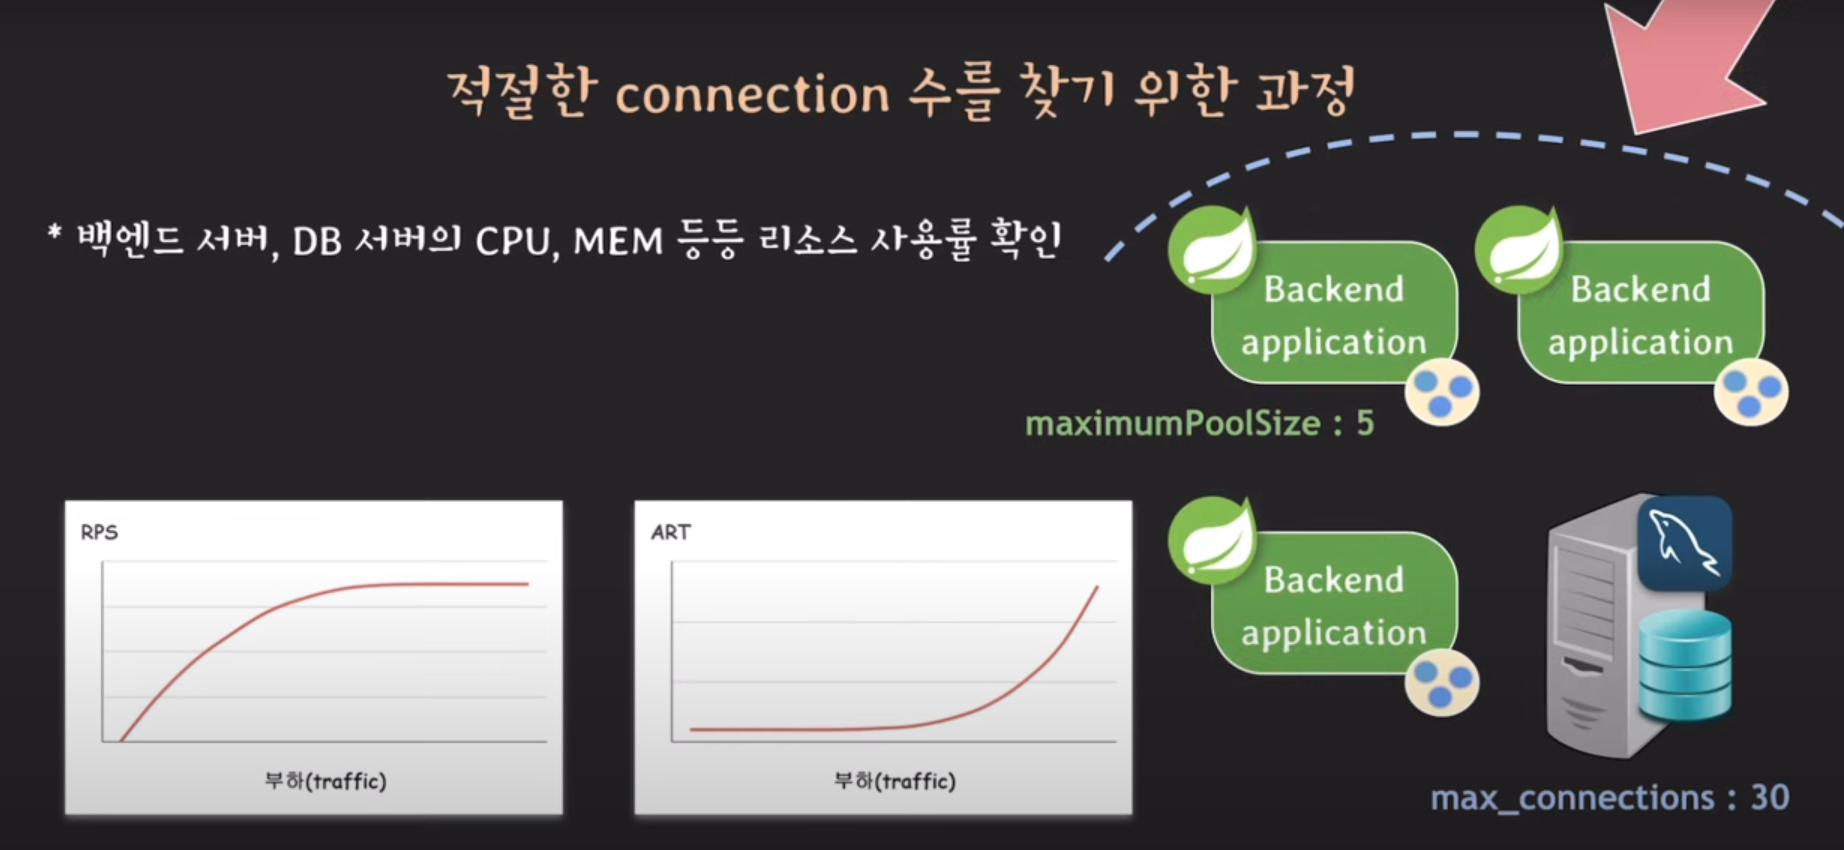 적절한 connection 수를 찾기 위한 과정
* 백엔드 서버, DB 서버의 CPU, MEM 등등 리소스 사용률 확인
Backend
application
Backend
application
maximumPoolSize : 5
RPS
부하(traffic)
ART
부하(traffic)
Backend
application
max_connections : 30